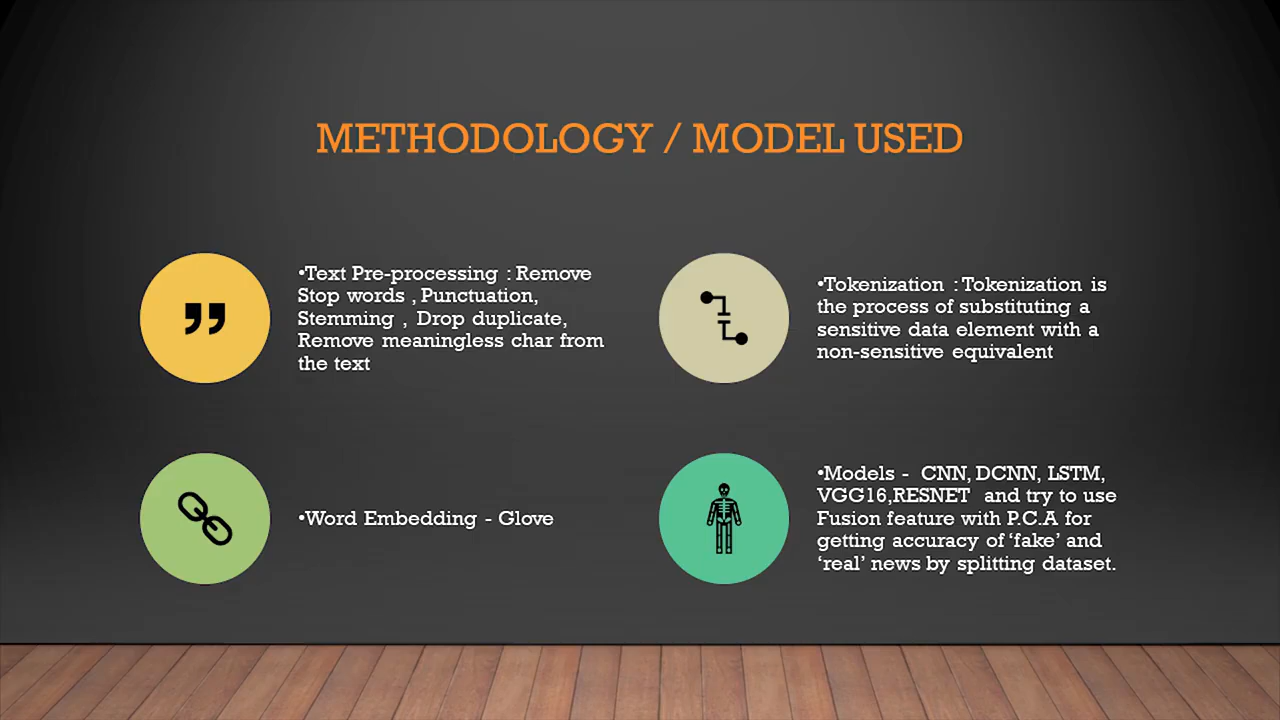 METHODOLOGY / MODEL USED
•Text Pre-processing : Remove
Stop words , Punctuation,
Stemming , Drop duplicate,
Remove meaningless char from
the text
•Tokenization : Tokenization is
the process of substituting a
sensitive data element with a
non-sensitive equivalent
•Word Embedding - Glove
•Models - CNN, DCNN, LSTM,
VGG16,RESNET and try to use
Fusion feature with P.C.A for
getting accuracy of ‘fake’ and
‘real’ news by splitting dataset.